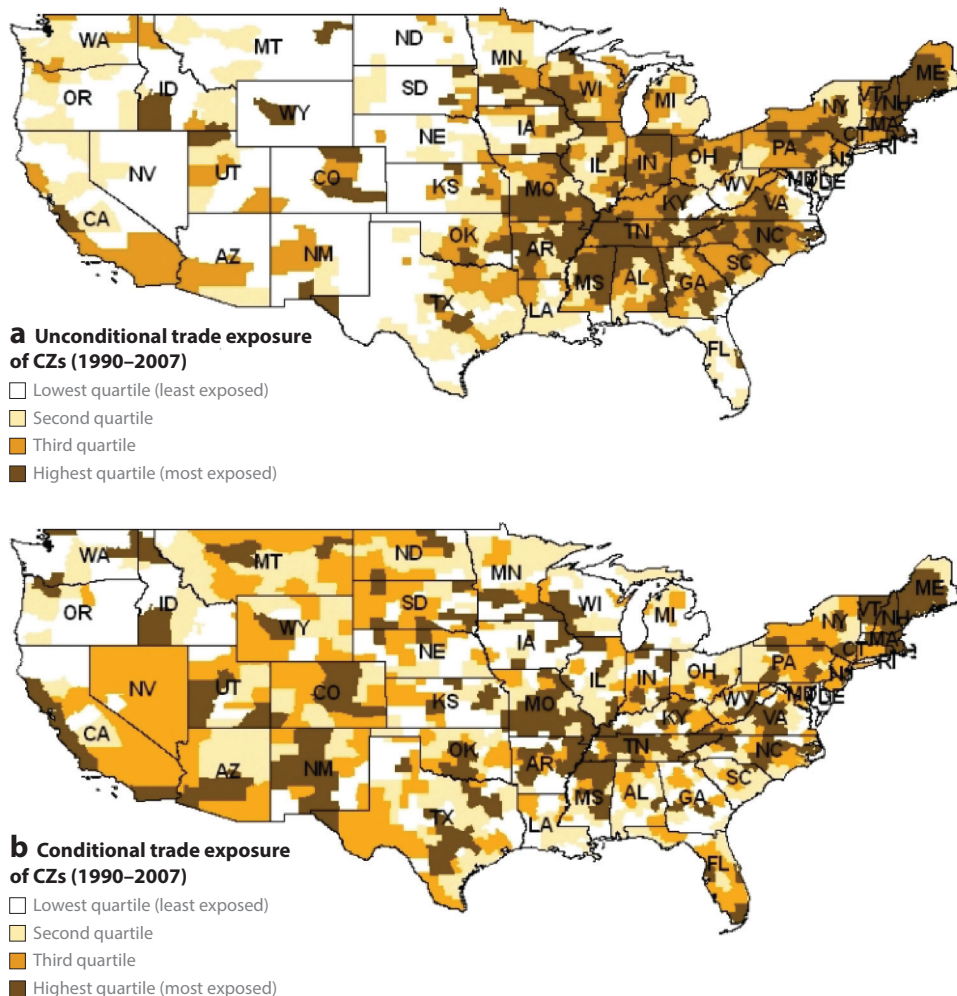 WA
MT
ND
MN
ME
OR
ID
SD
WI
MI
VT
NH
NY
WY
MA
CT
RI
NE
IA
PA
NJ
NV
UT
CO
IL
IN
OH
MD
DE
WV
CA
KS
MO
KY
VA
AZ
NM
OK
AR
TN
NC
SC
TX
MS
AL
GA
LA
FL
a Unconditional trade exposure
of CZs (1990–2007)
Lowest quartile (least exposed)
Second quartile
Third quartile
Highest quartile (most exposed)
WA
MT
ND
MN
ME
OR
ID
SD
WI
MI
VT
NH
NY
WY
MA
CT
RI
NE
IA
PA
NJ
NV
UT
CO
IL
IN
OH
MD
DE
WV
CA
KS
MO
KY
VA
AZ
NM
OK
AR
TN
NC
SC
TX
MS
AL
GA
LA
FL
b Conditional trade exposure
of CZs (1990–2007)
Lowest quartile (least exposed)
Second quartile
Third quartile
Highest quartile (most exposed)